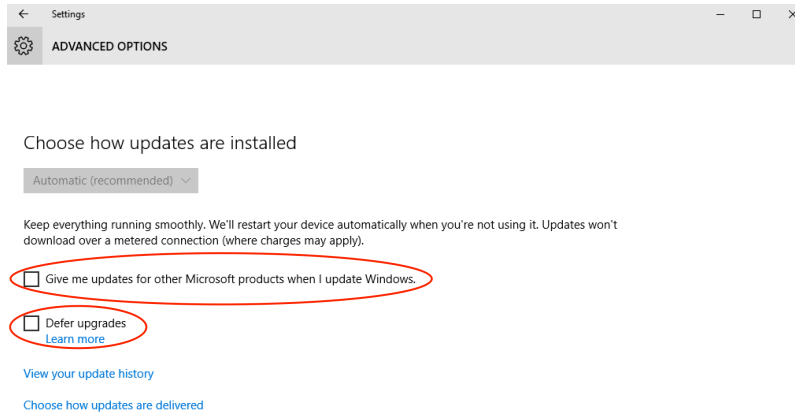 Settings
ADVANCED OPTIONS
Choose how updates are installed
Automatic (recommended)
Keep everything running smoothly. We'll restart your device automatically when you're not using it. Updates won't
download over a metered connection (where charges may apply).
Give me updates for other Microsoft products when I update Windows.
Defer upgrades
Learn more
View your update history
Choose how updates are delivered